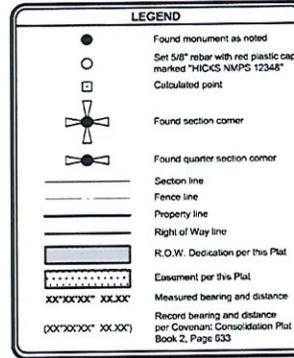 LEGEND
Found monument as noted
Set 5/8" rebar with red plastic cap
marked "HICKS NMPS 12348"
Calculated point
Found section corner
Found quarter section corner
Section line
Fence line
Property line
Right of Way line
R.O.W. Dedication per this Plat
Easement per this Plat
XX°XX'XX" XX.XX' Measured bearing and distance
(XX°XX'XX" XX.XX') Record bearing and distance
per Covenant Consolidation Plat
Book 2, Page 633